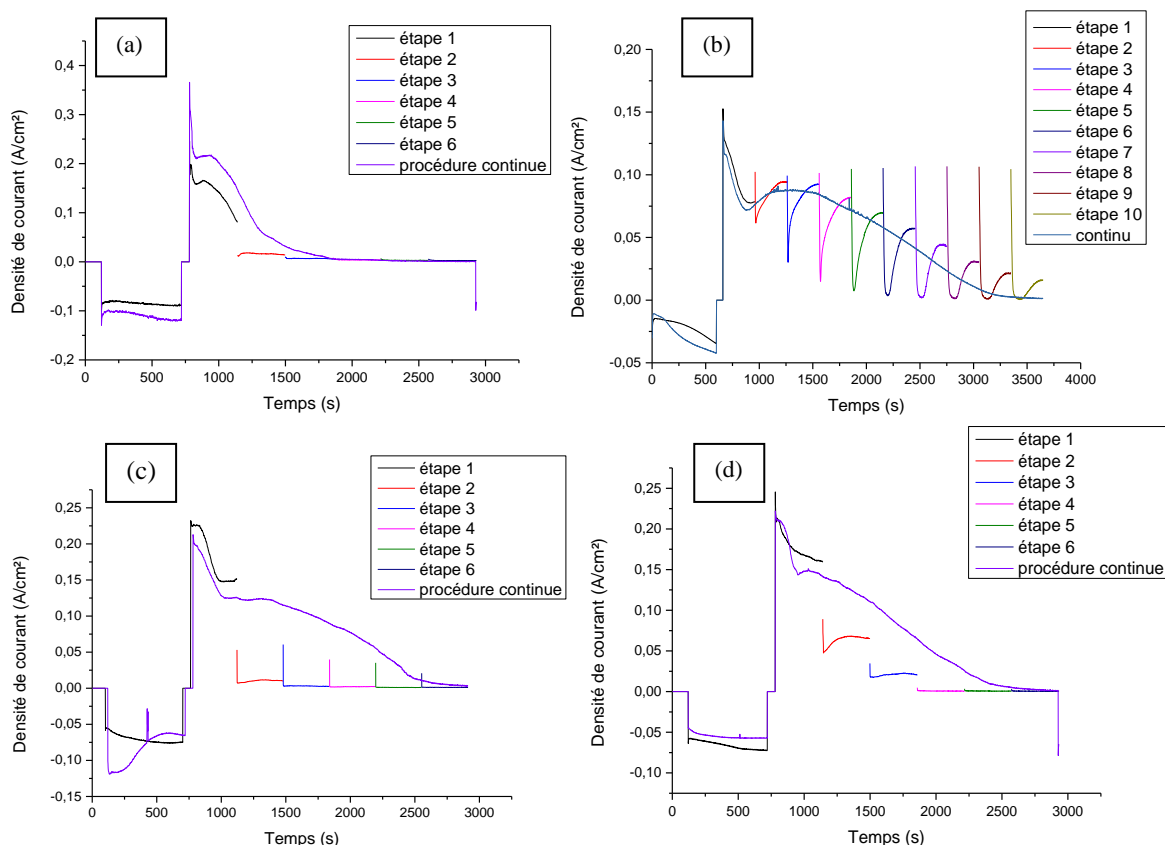 (a)
étape 1
étape 2
étape 3
étape 4
étape 5
étape 6
procédure continue
Densité de courant (A/cm²)
0,4
0,3
0,2
0,1
0,0
-0,1
-0,2
0 500 1000 1500 2000 2500 3000
Temps (s)
(b)
étape 1
étape 2
étape 3
étape 4
étape 5
étape 6
étape 7
étape 8
étape 9
étape 10
continu
Densité de courant (A/cm²)
0,20
0,15
0,10
0,05
0,00
-0,05
0 500 1000 1500 2000 2500 3000 3500 4000
Temps (s)
(c)
étape 1
étape 2
étape 3
étape 4
étape 5
étape 6
procédure continue
Densité de courant (A/cm²)
0,25
0,20
0,15
0,10
0,05
0,00
-0,05
-0,10
-0,15
0 500 1000 1500 2000 2500 3000
Temps (s)
(d)
étape 1
étape 2
étape 3
étape 4
étape 5
étape 6
procédure continue
Densité de courant (A/cm²)
0,25
0,20
0,15
0,10
0,05
0,00
-0,05
-0,10
0 500 1000 1500 2000 2500 3000
Temps (s)